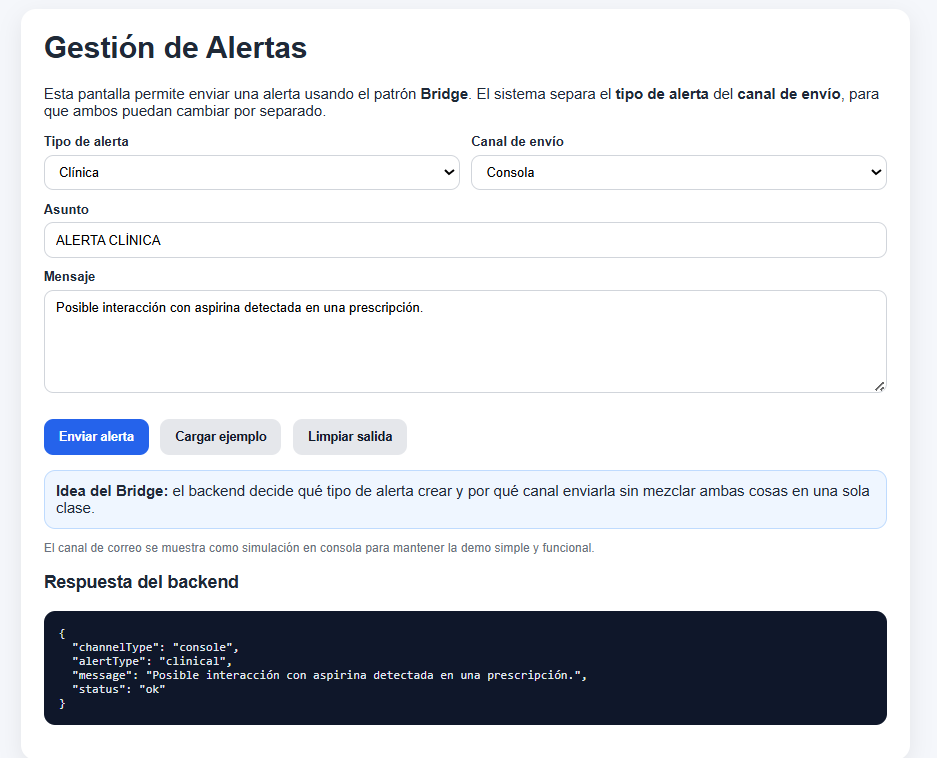 Gestión de Alertas
Esta pantalla permite enviar una alerta usando el patrón Bridge. El sistema separa el tipo de alerta del canal de envío, para
que ambos puedan cambiar por separado.
Tipo de alerta
Canal de envío
Clínica
Consola
Asunto
ALERTA CLÍNICA
Mensaje
Posible interacción con aspirina detectada en una prescripción.
Enviar alerta
Cargar ejemplo
Limpiar salida
Idea del Bridge: el backend decide qué tipo de alerta crear y por qué canal enviarla sin mezclar ambas cosas en una sola
clase.
El canal de correo se muestra como simulación en consola para mantener la demo simple y funcional.
Respuesta del backend
{
"channelType": "console",
"alertType": "clinical",
"message": "Posible interacción con aspirina detectada en una prescripción.",
"status": "ok"
}